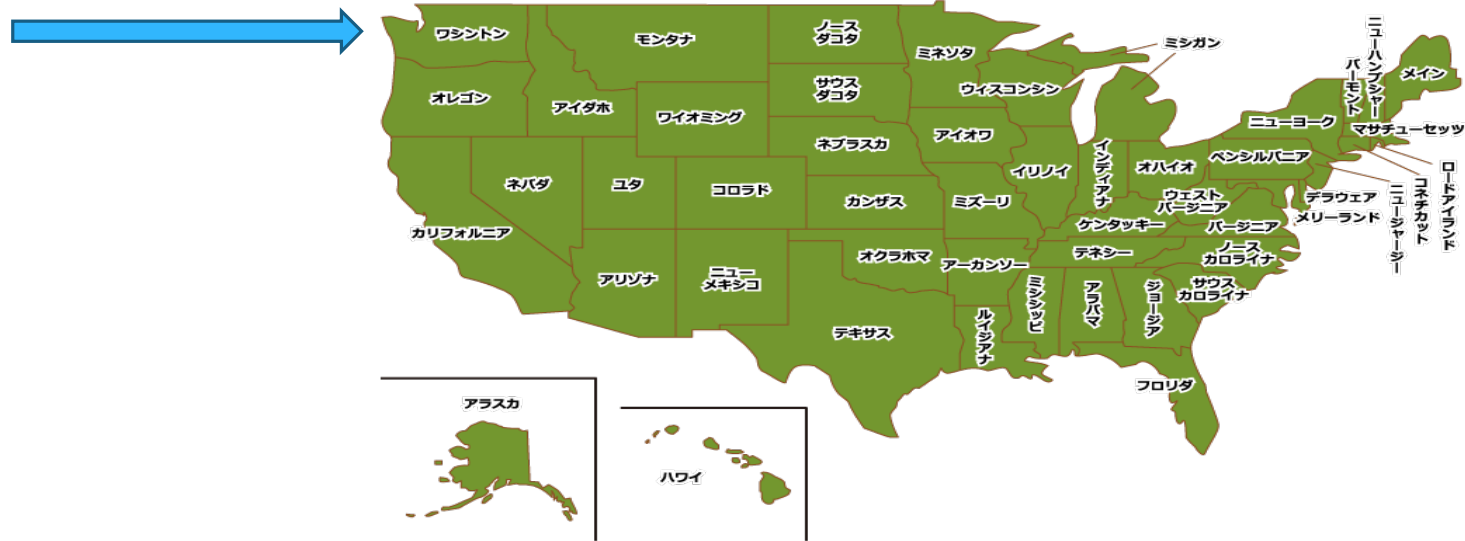 ワシントン
モンタナ
ノース
ダコタ
ミネソタ
ミシガン
ニューハンプシャー
バーモント
メイン
オレゴン
アイダホ
サウス
ダコタ
ウィスコンシン
ワイオミング
ニューヨーク
マサチューセッツ
アイオワ
ネブラスカ
ペンシルバニア
ネバダ
ユタ
コロラド
カンザス
ミズーリ
イリノイ
インディアナ
オハイオ
ウェスト
バージニア
デラウェア
メリーランド
ニュージャージー
コネチカット
ロードアイランド
カリフォルニア
ケンタッキー
バージニア
アリゾナ
ニュー
メキシコ
オクラホマ
アーカンソー
テネシー
ノース
カロライナ
サウス
カロライナ
テキサス
ルイジアナ
ミシシッピ
アラバマ
ジョージア
フロリダ
アラスカ
ハワイ